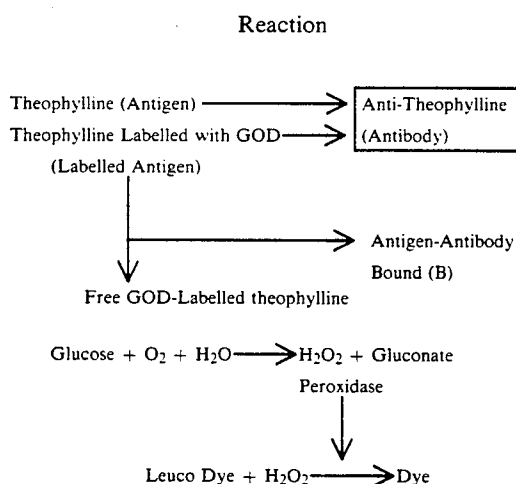 Reaction
Theophylline (Antigen) Anti-Theophylline
Theophylline Labelled with GOD (Antibody)
(Labelled Antigen)
Antigen-Antibody
Bound (B)
Free GOD-Labelled theophylline
Glucose + O₂ + H₂O H₂O₂ + Gluconate
Peroxidase
Leuco Dye + H₂O₂ Dye